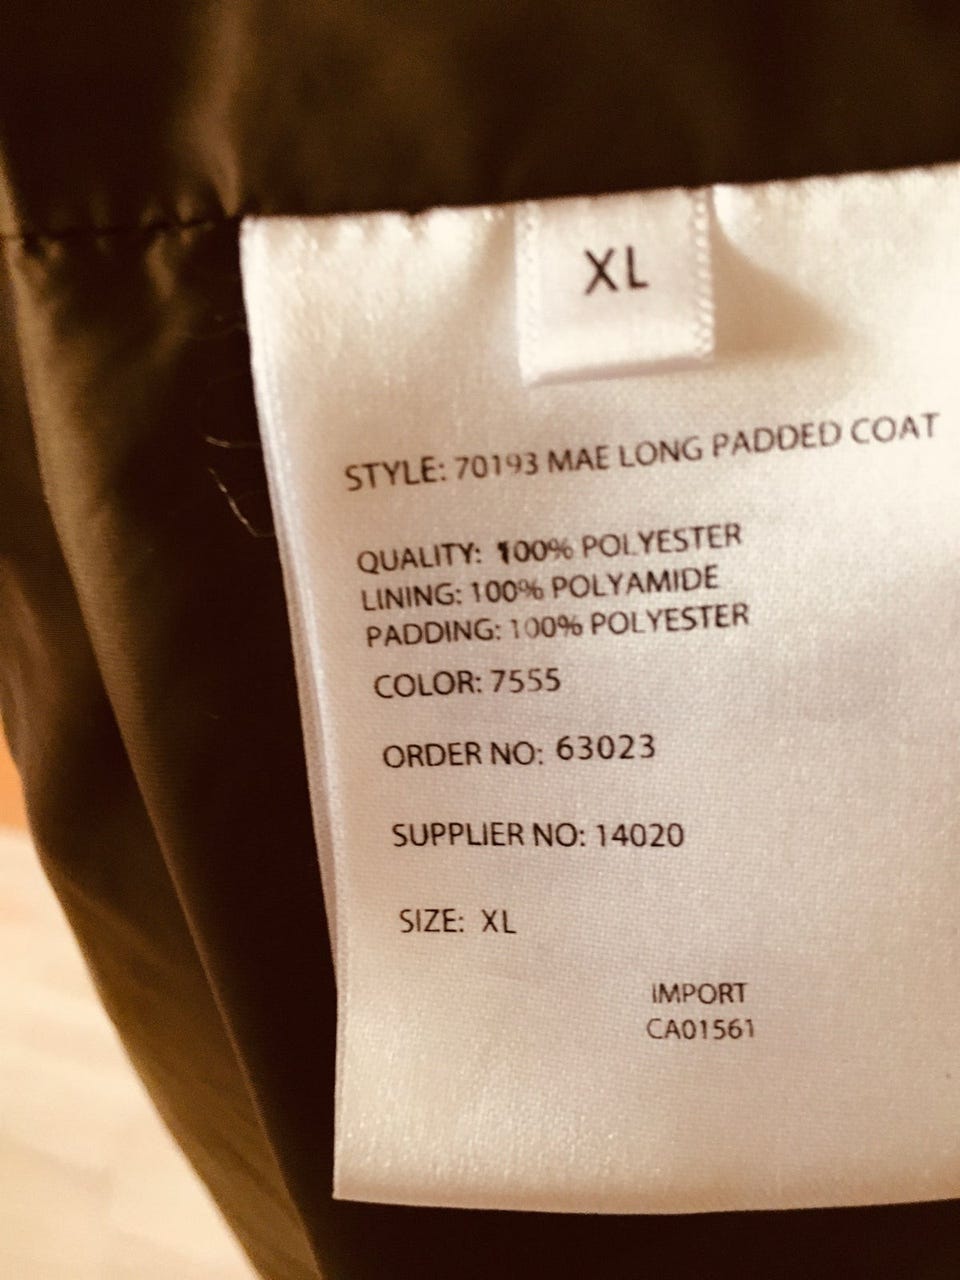 XL
STYLE: 70193 MAE LONG PADDED COAT
QUALITY: 100% POLYESTER
LINING: 100% POLYAMIDE
PADDING: 100% POLYESTER
COLOR: 7555
ORDER NO: 63023
SUPPLIER NO: 14020
SIZE: XL
IMPORT
CA01561